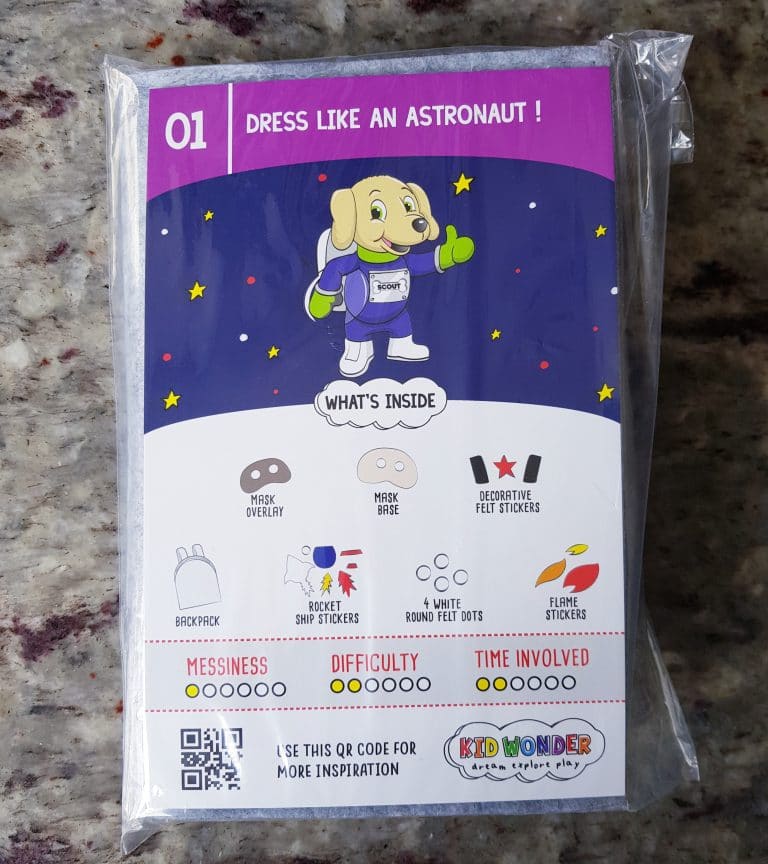 01
DRESS LIKE AN ASTRONAUT !
SCOUT
WHAT'S INSIDE
MASK
OVERLAY
MASK
BASE
DECORATIVE
FELT STICKERS
BACKPACK
ROCKET
SHIP STICKERS
4 WHITE
ROUND FELT DOTS
FLAME
STICKERS
MESSINESS
DIFFICULTY
TIME INVOLVED
USE THIS QR CODE FOR
MORE INSPIRATION
KID WONDER
dream explore play